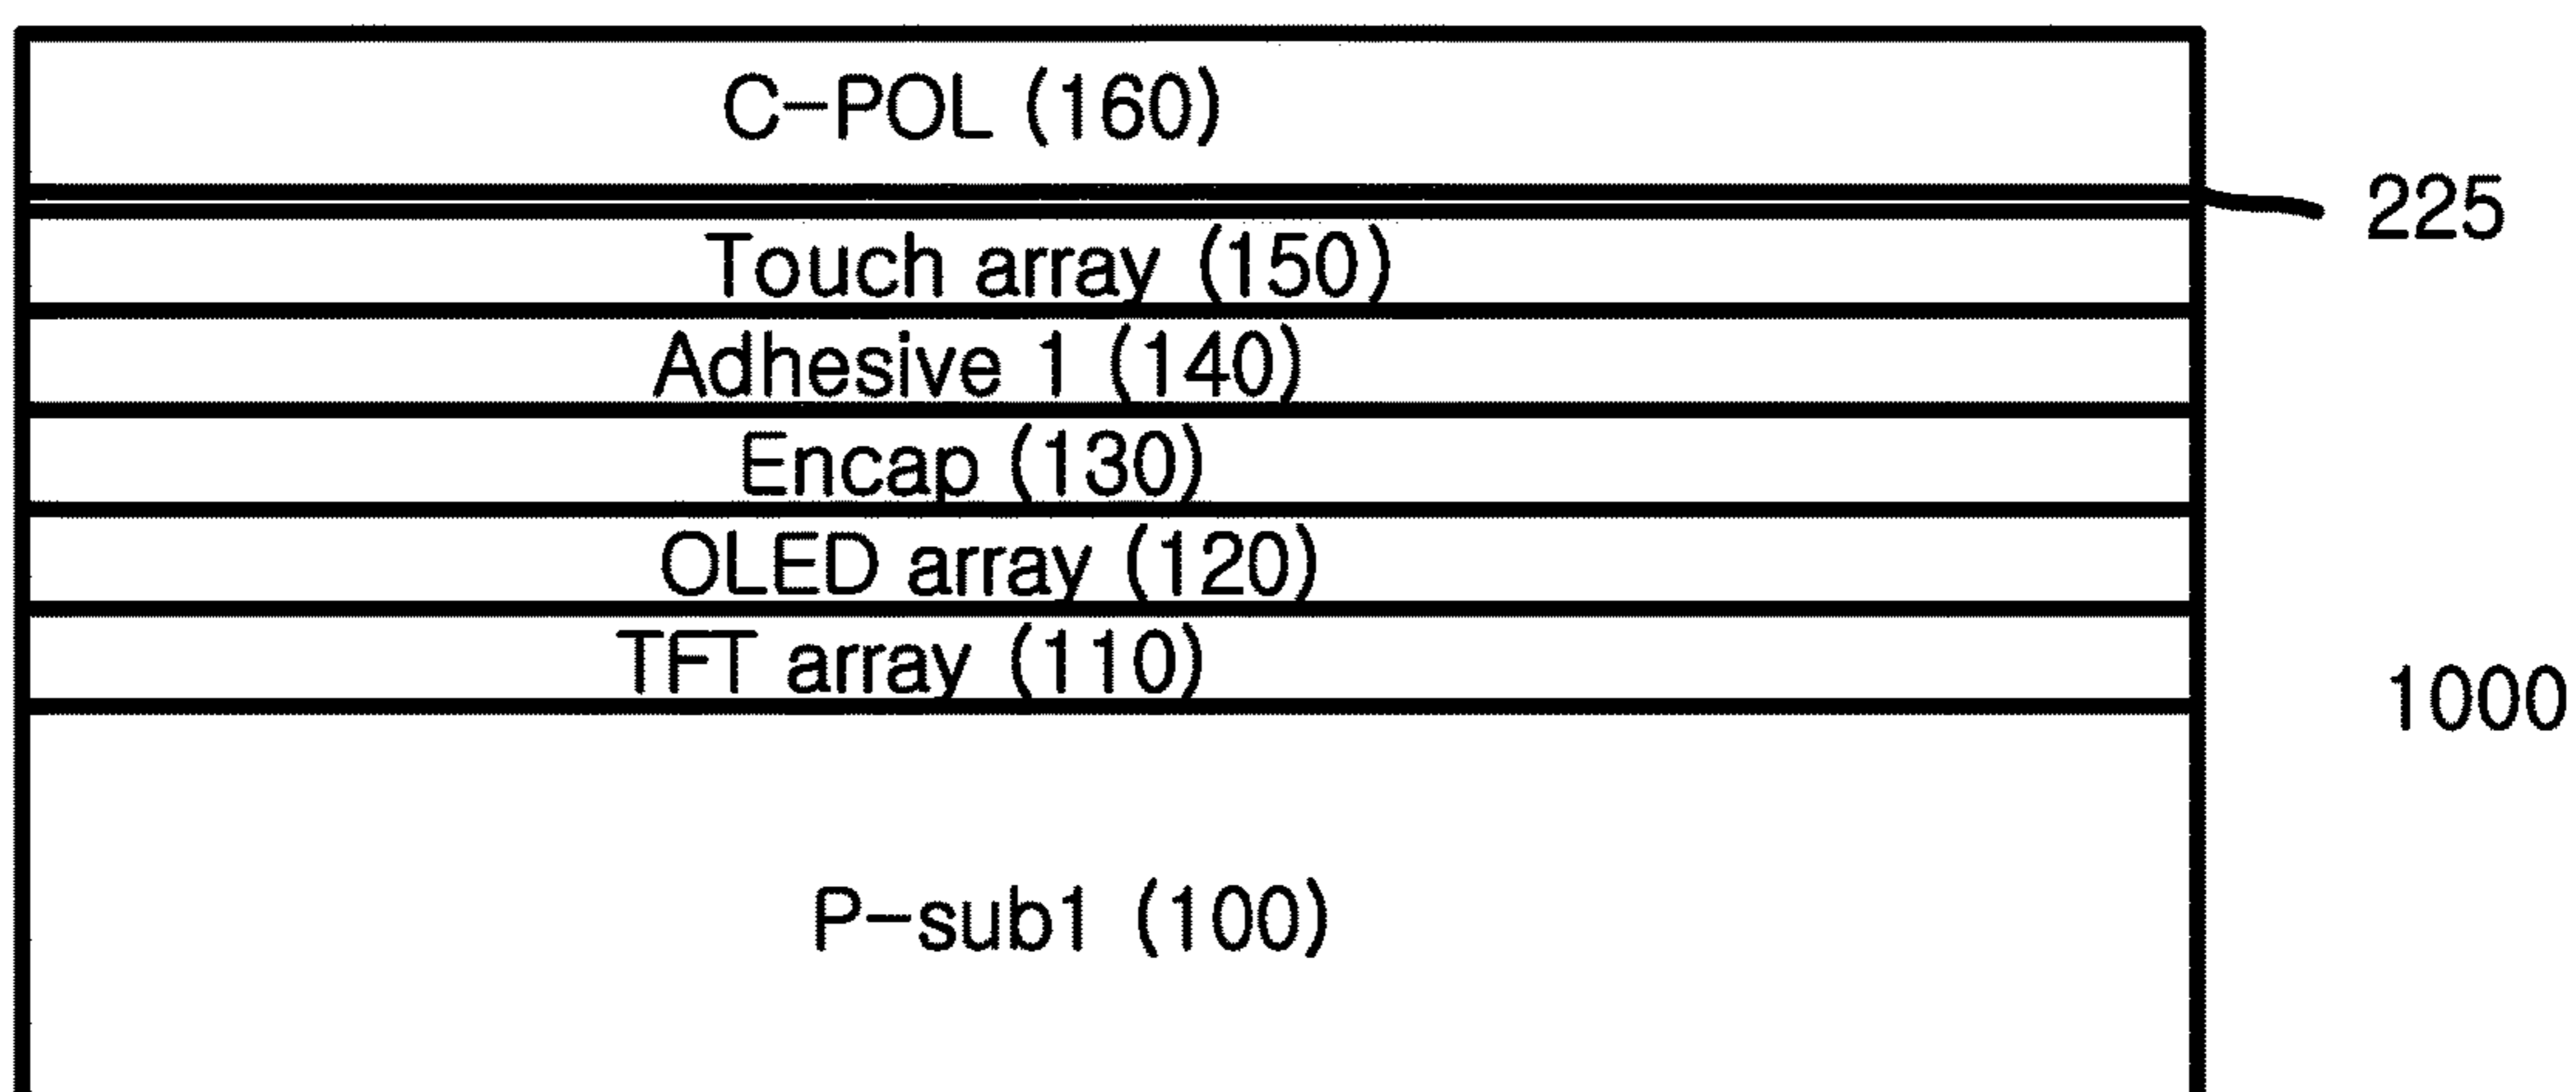 C-POL (160)
225
Touch array (150)
Adhesive 1 (140)
Encap (130)
OLED array (120)
TFT array (110)
1000
P-sub1 (100)